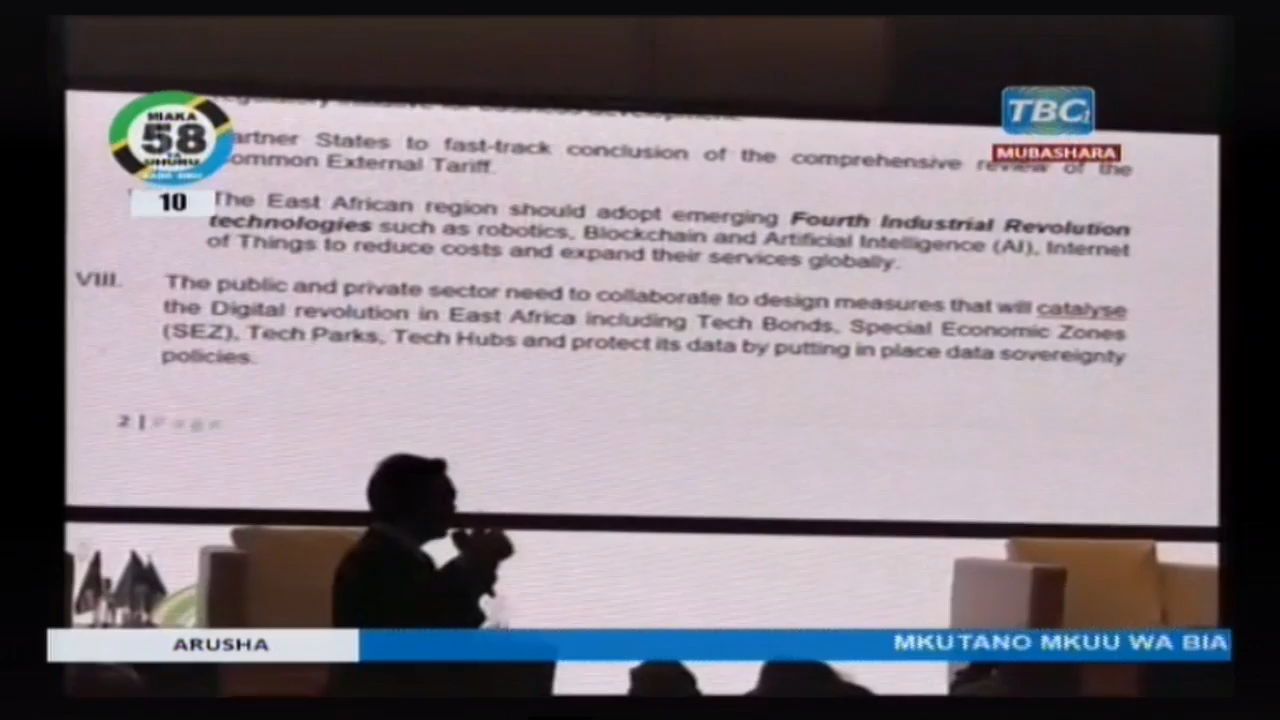 MIAKA
58
UHURU
10
TBC1
MUBASHARA
artner States to fast-track conclusion of the comprehensive review of the
ommon External Tariff.
The East African region should adopt emerging Fourth Industrial Revolution
technologies such as robotics, Blockchain and Artificial Intelligence (AI), Internet
of Things to reduce costs and expand their services globally.
VIII. The public and private sector need to collaborate to design measures that will catalyse
the Digital revolution in East Africa including Tech Bonds, Special Economic Zones
(SEZ), Tech Parks, Tech Hubs and protect its data by putting in place data sovereignty
policies.
2 |
ARUSHA
MKUTANO MKUU WA BIA